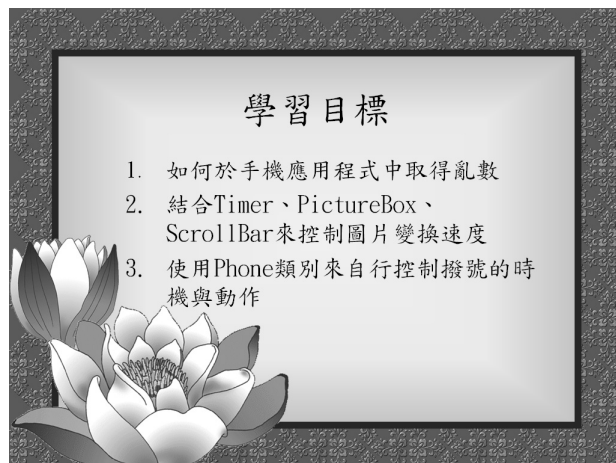 學習目標
1. 如何於手機應用程式中取得亂數
2. 結合Timer、PictureBox、
ScrollBar來控制圖片變換速度
3. 使用Phone類別來自行控制撥號的時
機與動作